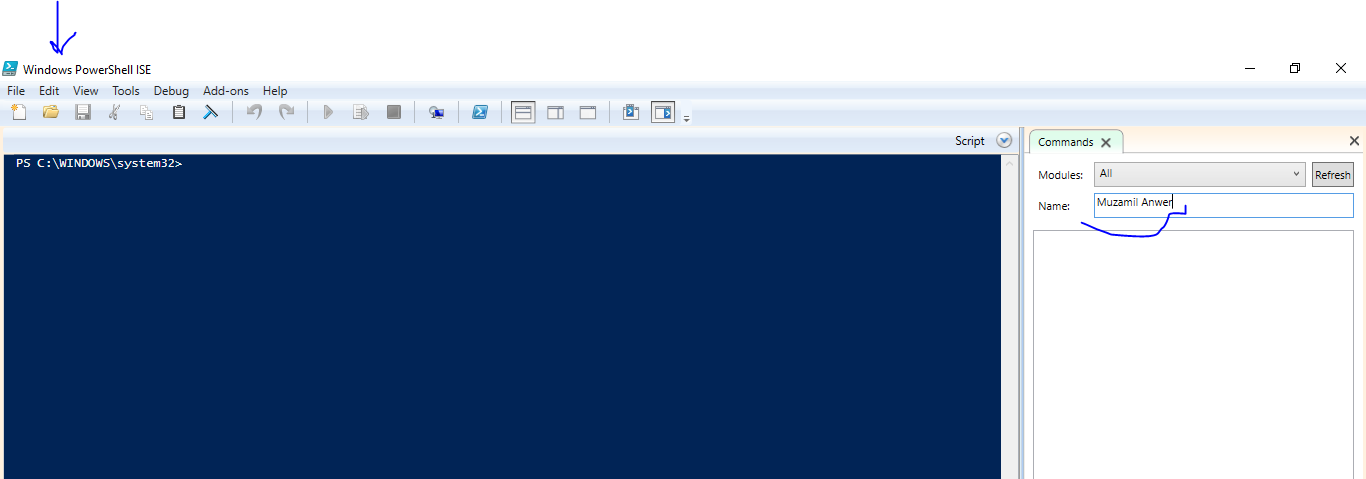 Windows PowerShell ISE
File Edit View Tools Debug Add-ons Help
Script
PS C:\WINDOWS\system32>
Commands
Modules: All Refresh
Name: Muzamil Anwer